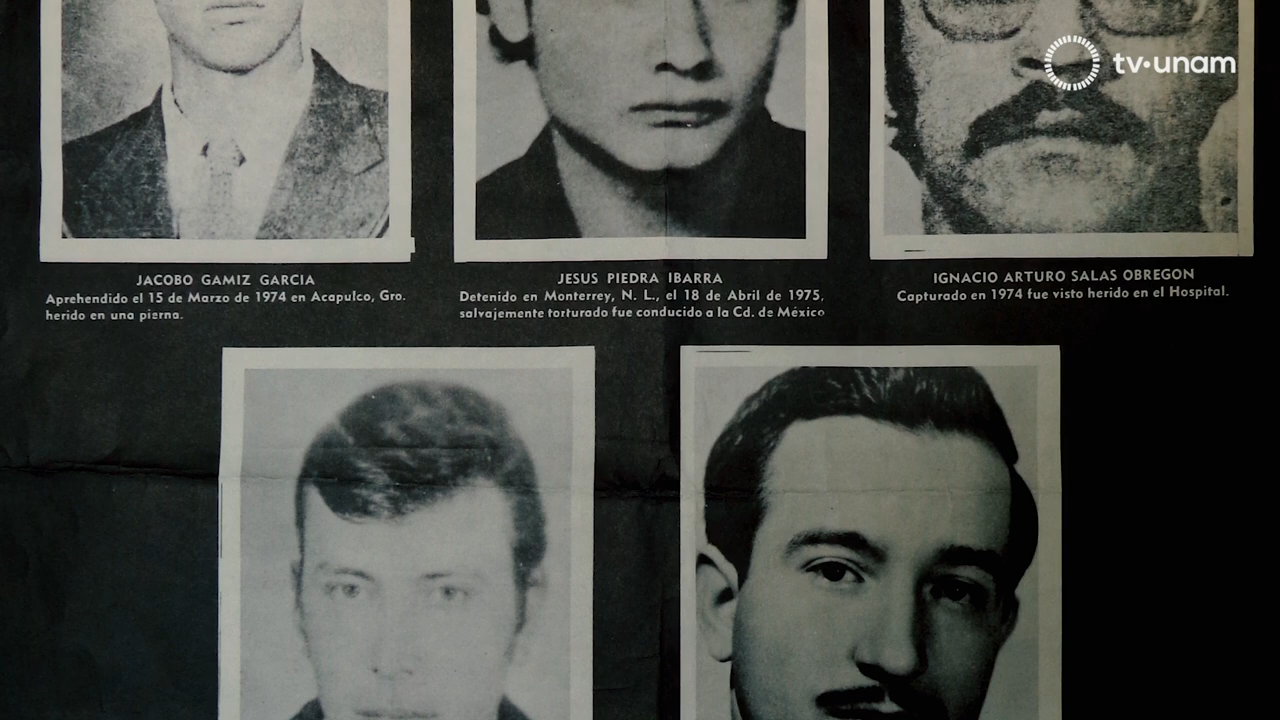 tv·unam
JACOBO GAMIZ GARCIA
Aprehendido el 15 de Marzo de 1974 en Acapulco, Gro.
herido en una pierna.
JESUS PIEDRA IBARRA
Detenido en Monterrey, N. L., el 18 de Abril de 1975,
salvajemente torturado fue conducido a la Cd. de México
IGNACIO ARTURO SALAS OBREGON
Capturado en 1974 fue visto herido en el Hospital.